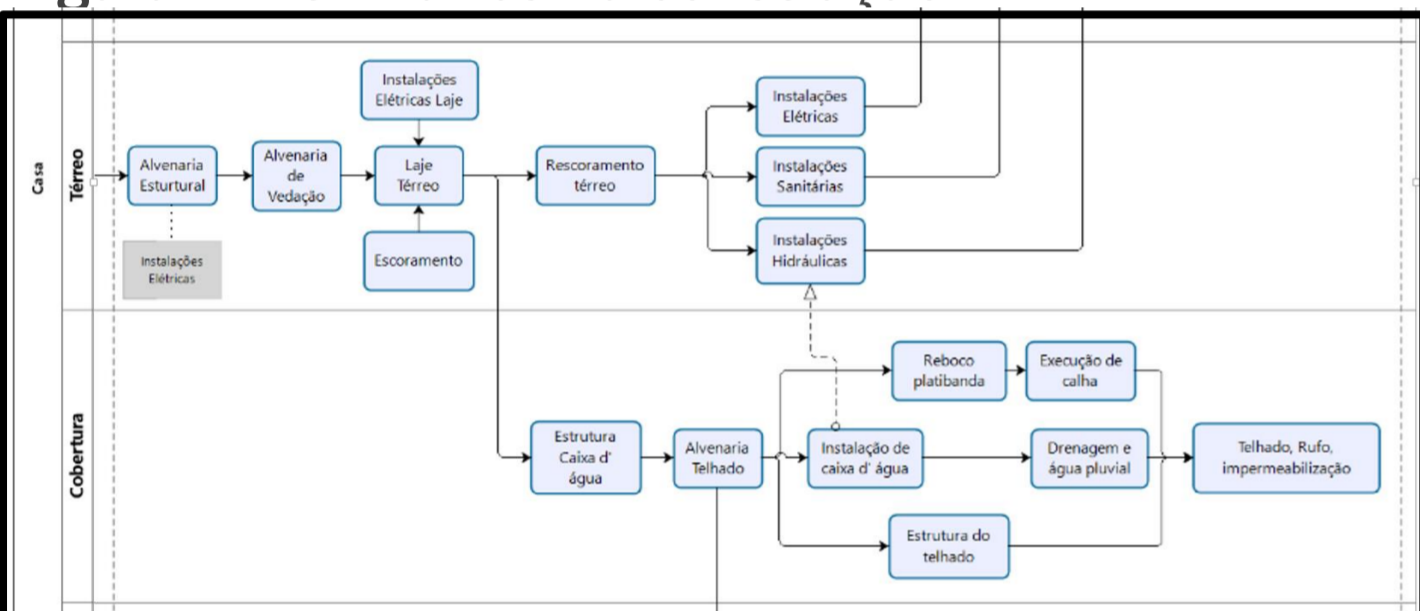 Casa
Térreo
Instalações
Elétricas Laje
Alvenaria
Esturtural
Alvenaria
de
Vedação
Laje
Térreo
Rescoramento
térreo
Instalações
Elétricas
Instalações
Sanitárias
Instalações
Hidráulicas
Escoramento
Instalações
Elétricas
Cobertura
Estrutura
Caixa d'
água
Alvenaria
Telhado
Reboco
platibanda
Execução de
calha
Instalação de
caixa d' água
Drenagem e
água pluvial
Telhado, Rufo,
impermeabilização
Estrutura do
telhado